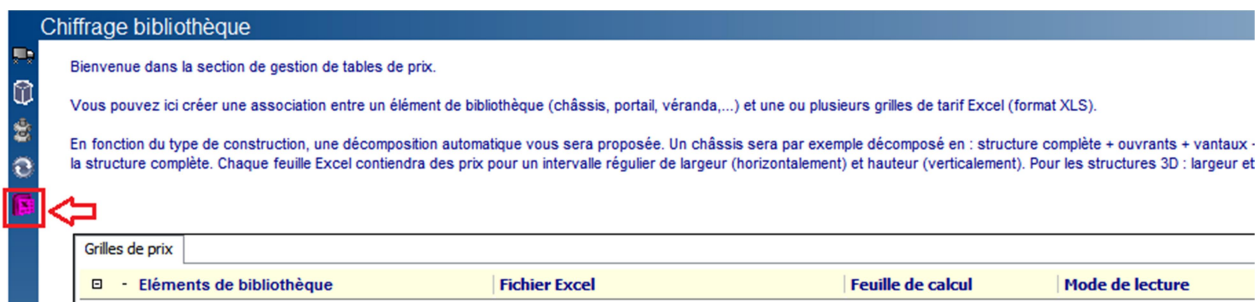 Chiffrage bibliothèque
Bienvenue dans la section de gestion de tables de prix.
Vous pouvez ici créer une association entre un élément de bibliothèque (châssis, portail, véranda,...) et une ou plusieurs grilles de tarif Excel (format XLS).
En fonction du type de construction, une décomposition automatique vous sera proposée. Un châssis sera par exemple décomposé en : structure complète + ouvrants + vantaux -
la structure complète. Chaque feuille Excel contiendra des prix pour un intervalle régulier de largeur (horizontalement) et hauteur (verticalement). Pour les structures 3D : largeur et
Grilles de prix
- Eléments de bibliothèque Fichier Excel Feuille de calcul Mode de lecture